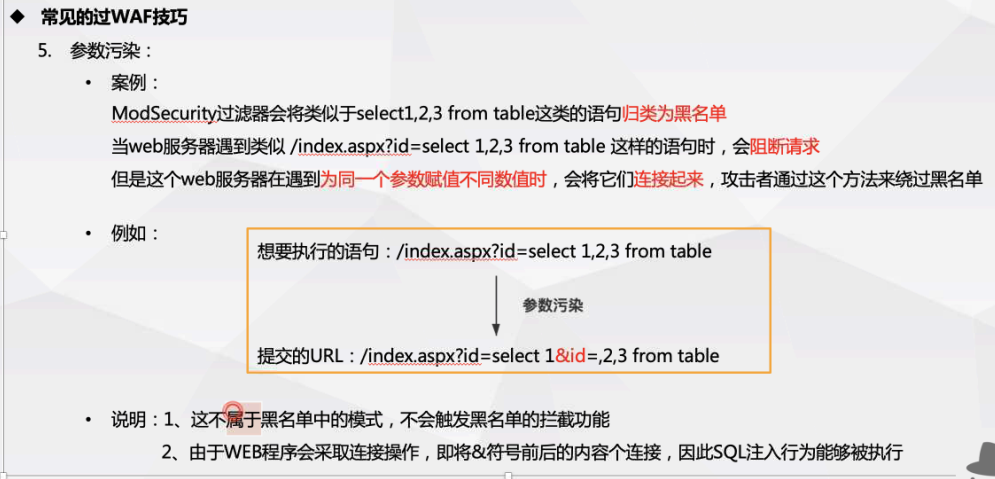 ◆ 常见的过WAF技巧
5. 参数污染：
• 案例：
ModSecurity过滤器会将类似于select1,2,3 from table这类的语句归类为黑名单
当web服务器遇到类似 /index.aspx?id=select 1,2,3 from table 这样的语句时，会阻断请求
但是这个web服务器在遇到为同一个参数赋值不同数值时，会将它们连接起来，攻击者通过这个方法来绕过黑名单
• 例如：
想要执行的语句：/index.aspx?id=select 1,2,3 from table
参数污染
提交的URL：/index.aspx?id=select 1&id=,2,3 from table
• 说明：1、这不属于黑名单中的模式，不会触发黑名单的拦截功能
2、由于WEB程序会采取连接操作，即将&符号前后的内容个连接，因此SQL注入行为能够被执行